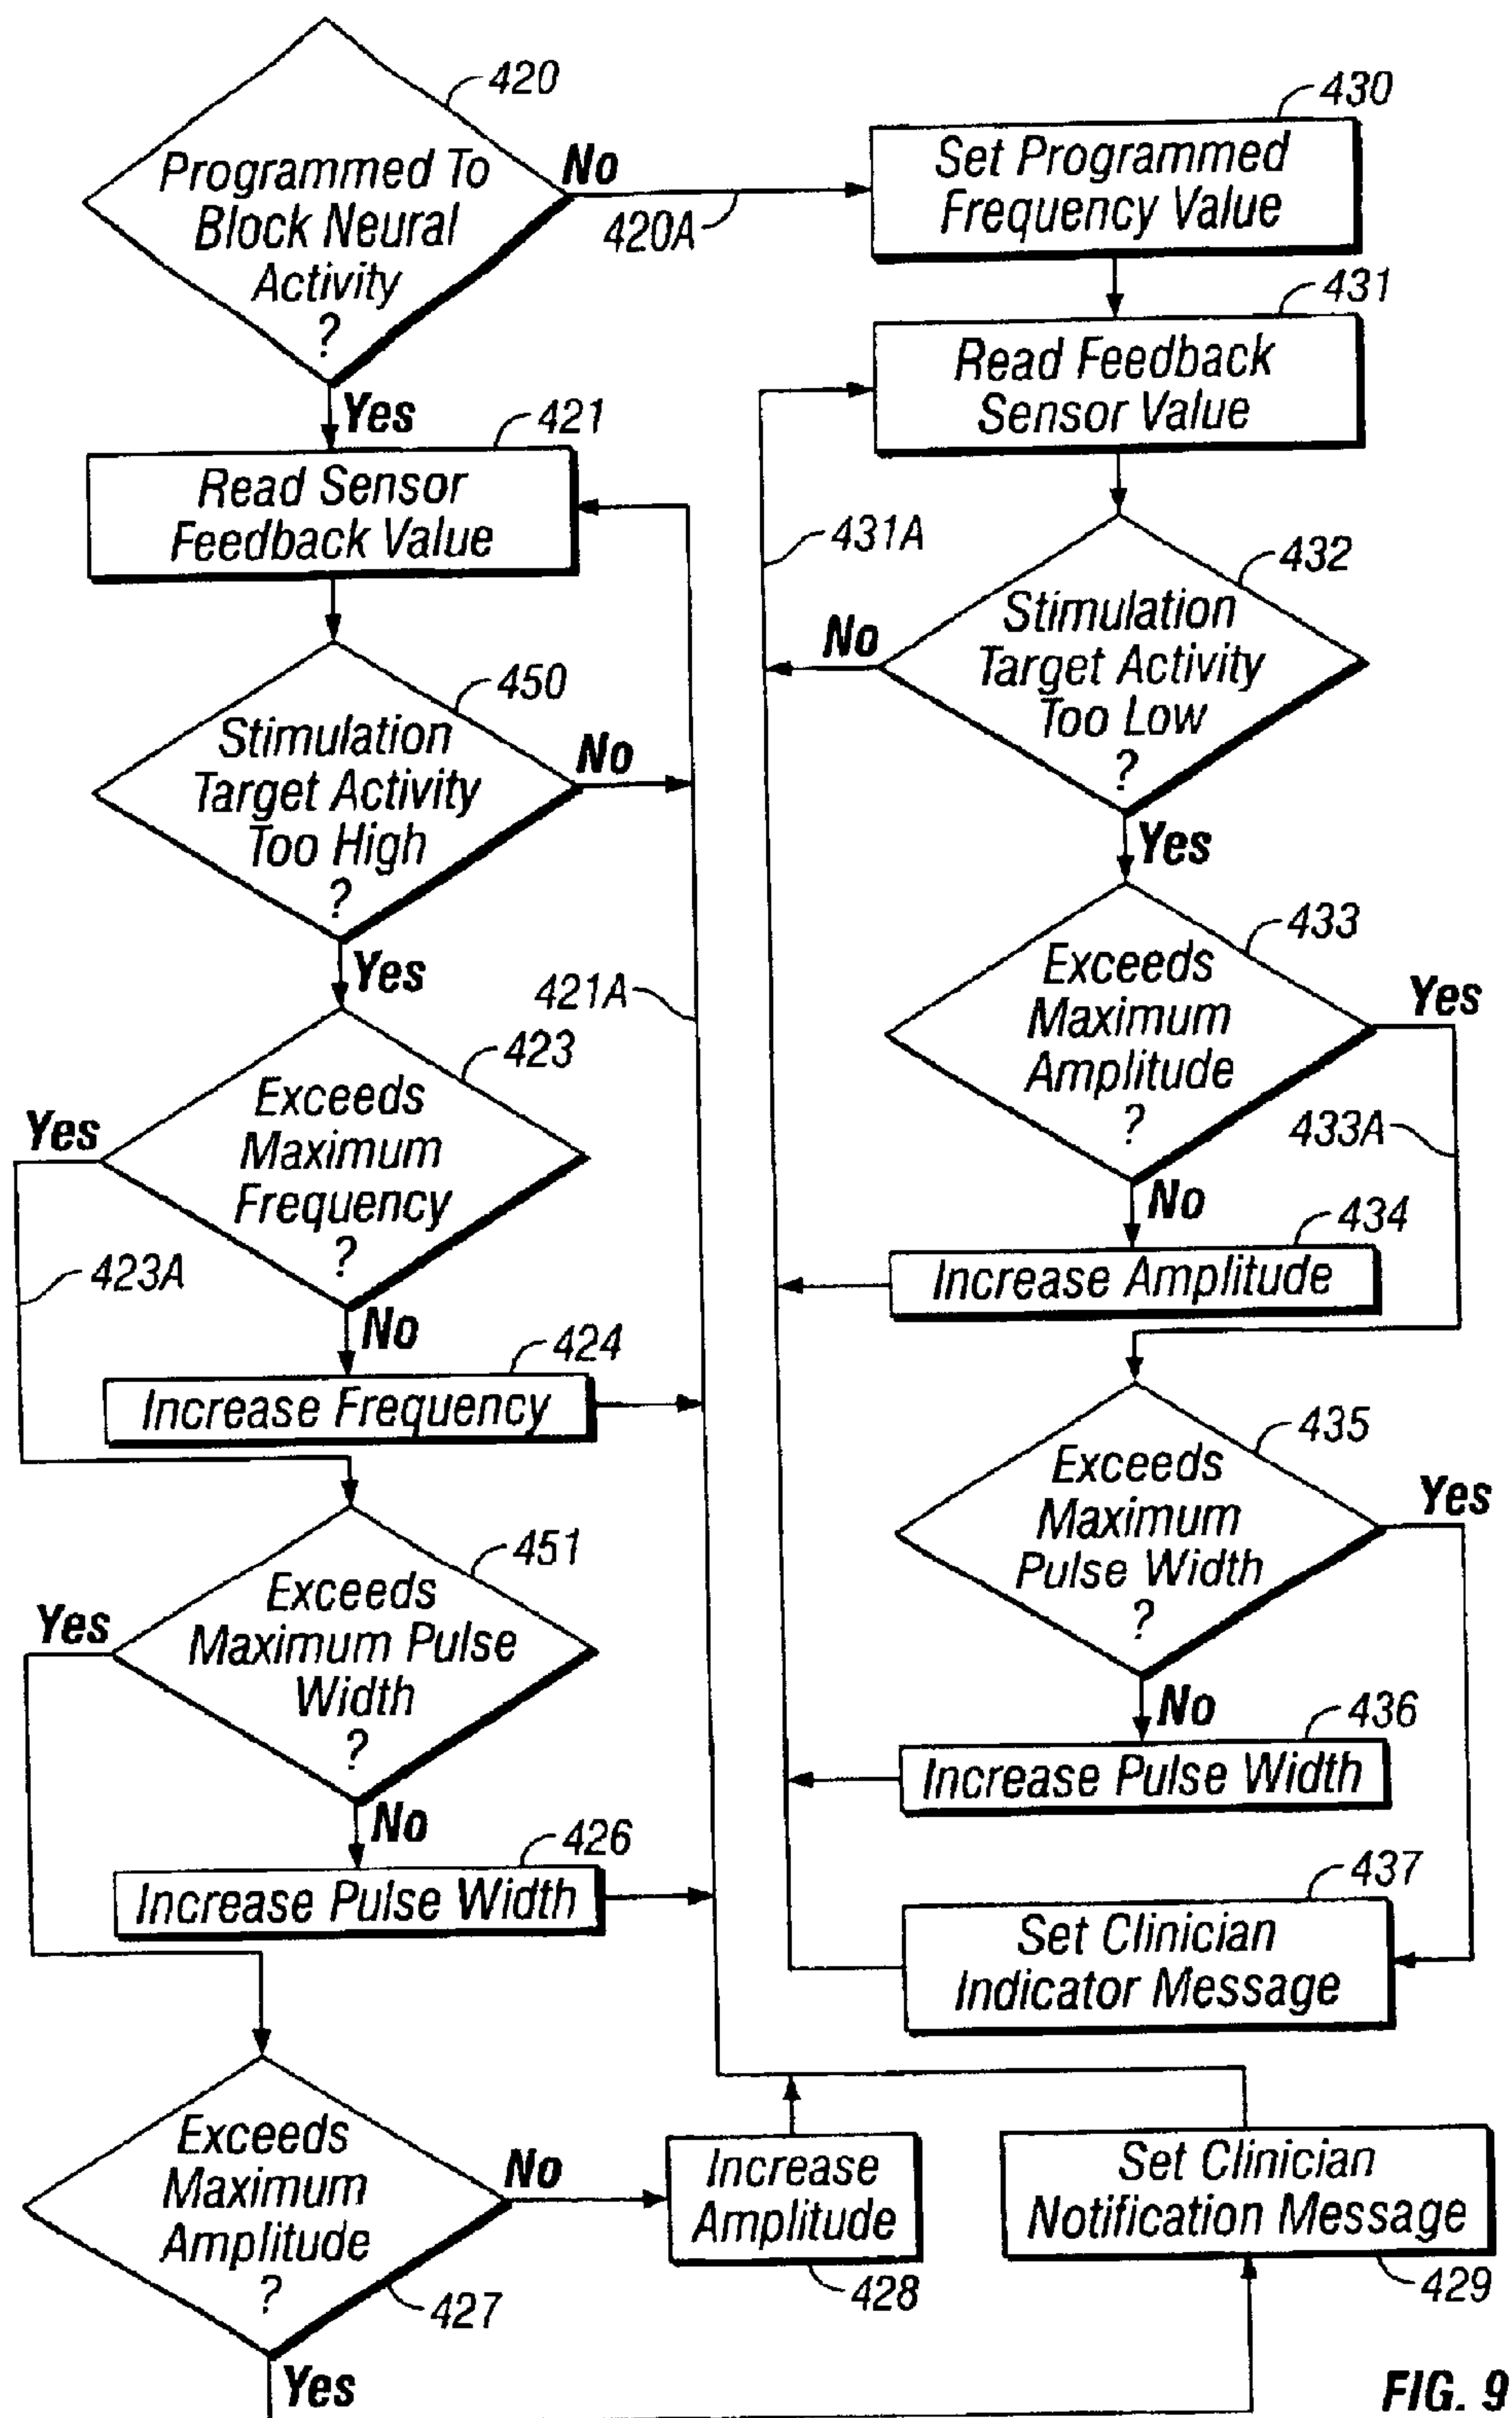 420
Programmed To
Block Neural
Activity
?
No
420A
Yes
421
Read Sensor
Feedback Value
450
Stimulation
Target Activity
Too High
?
No
Yes
421A
423
Exceeds
Maximum
Frequency
?
Yes
423A
No
424
Increase Frequency
451
Exceeds
Maximum Pulse
Width
?
Yes
No
426
Increase Pulse Width
Exceeds
Maximum
Amplitude
?
427
No
Yes
Increase
Amplitude
428
Set Clinician
Notification Message
429
430
Set Programmed
Frequency Value
431
Read Feedback
Sensor Value
431A
432
Stimulation
Target Activity
Too Low
?
No
Yes
433
Exceeds
Maximum
Amplitude
?
Yes
433A
No
434
Increase Amplitude
435
Exceeds
Maximum
Pulse Width
?
Yes
No
436
Increase Pulse Width
437
Set Clinician
Indicator Message
FIG. 9